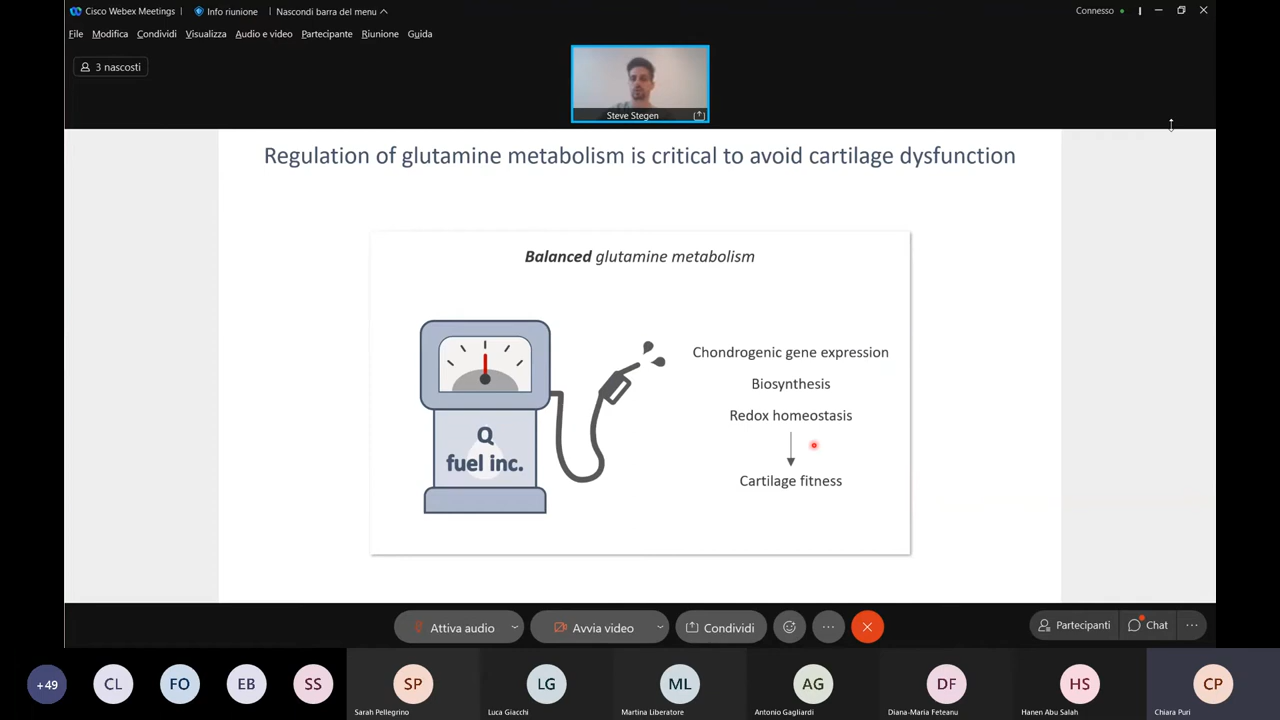 Cisco Webex Meetings
Info riunione
Nascondi barra del menu
Connesso
File Modifica Condividi Visualizza Audio e video Partecipante Riunione Guida
3 nascosti
Steve Stegen
Regulation of glutamine metabolism is critical to avoid cartilage dysfunction
Balanced glutamine metabolism
Chondrogenic gene expression
Biosynthesis
Redox homeostasis
Cartilage fitness
Q
fuel inc.
Attiva audio
Avvia video
Condividi
Partecipanti
Chat
+49 CL FO EB SS SP LG ML AG DF HS CP
Sarah Pellegrino Luca Giacchi Martina Liberatore Antonio Gagliardi Diana-Maria Feteanu Hanen Abu Salah Chiara Puri